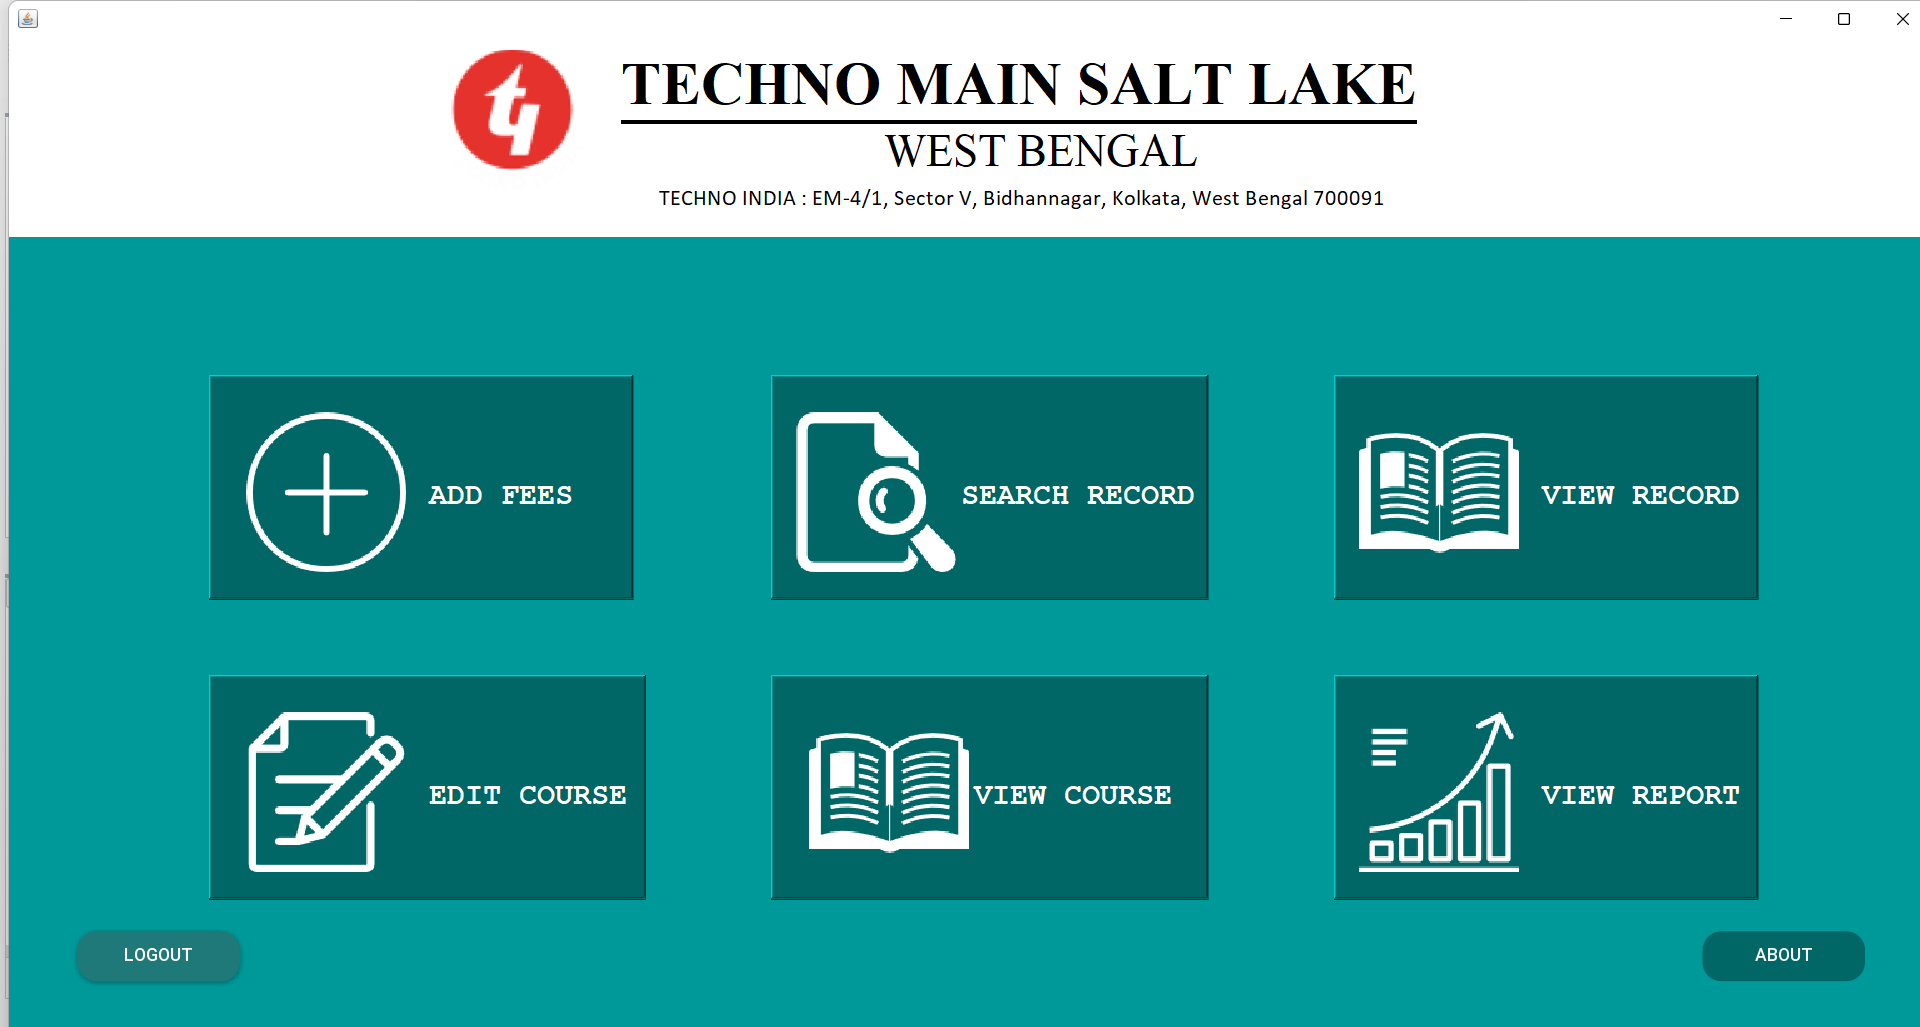 TECHNO MAIN SALT LAKE
WEST BENGAL
TECHNO INDIA : EM-4/1, Sector V, Bidhannagar, Kolkata, West Bengal 700091
ADD FEES
SEARCH RECORD
VIEW RECORD
EDIT COURSE
VIEW COURSE
VIEW REPORT
LOGOUT
ABOUT